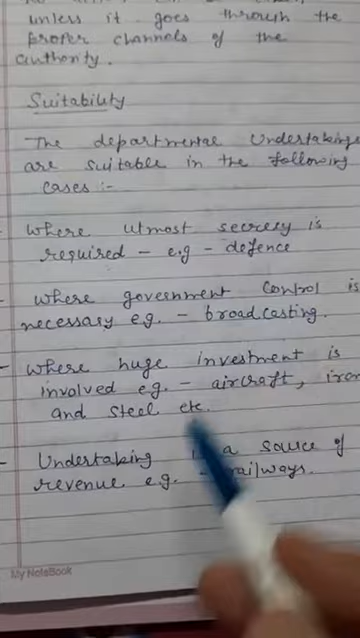 unless it goes through the
proper channels of the
authority.
Suitability
The departmental Undertakings
are suitable in the following
cases :-
- Where utmost secrecy is
required - e.g - defence
- Where government control is
necessary e.g. - broadcasting.
- Where huge investment is
involved e.g. - aircraft, iron
and steel etc.
- Undertaking is a souce of
revenue e.g. - railways.
My NoteBook